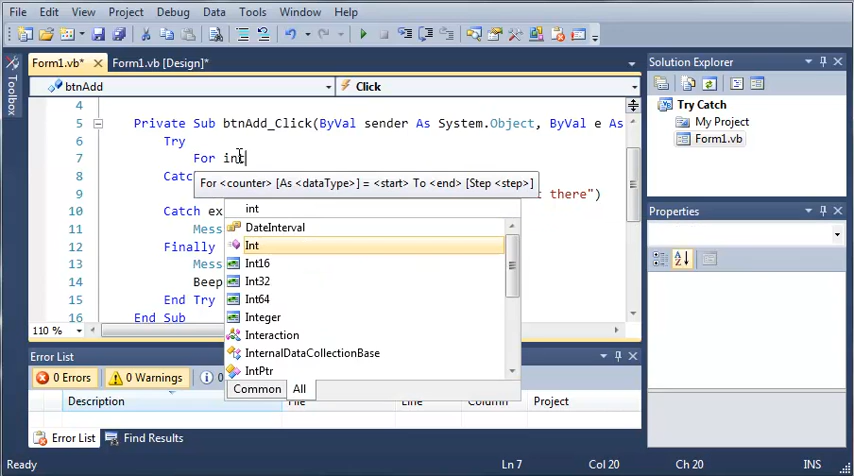 File Edit View Project Debug Data Tools Window Help
Form1.vb* Form1.vb [Design]*
Solution Explorer
Toolbox
btnAdd Click
Try Catch
My Project
Form1.vb
4
5 Private Sub btnAdd_Click(ByVal sender As System.Object, ByVal e As
6 Try
7 For int
8 Catc
For <counter> [As <dataType>] = <start> To <end> [Step <step>]
there")
int
10 Catch ex
DateInterval
11 Mess
Int
12 Finally
Int16
13 Mess
Int32
14 Beep
Int64
15 End Try
Integer
16 End Sub
Interaction
InternalDataCollectionBase
IntPtr
Common All
Properties
110 %
Error List
0 Errors 0 Warnings 0
Description File Line Column Project
Error List Find Results
Ready Ln 7 Col 20 Ch 20 INS